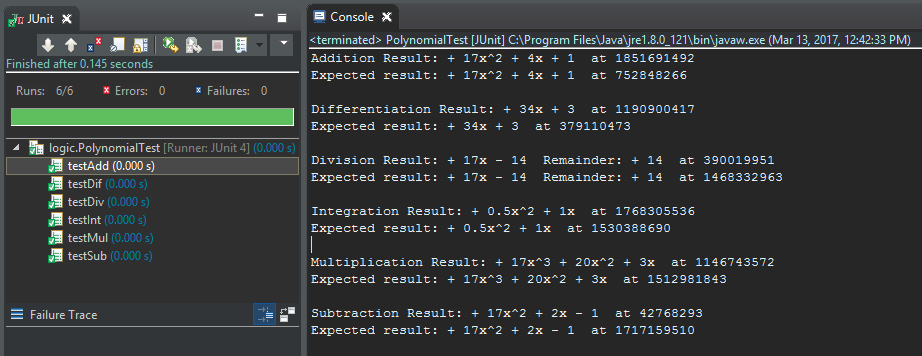 JUnit
Finished after 0.145 seconds
Runs: 6/6 Errors: 0 Failures: 0
logic.PolynomialTest [Runner: JUnit 4] (0.000 s)
testAdd (0.000 s)
testDif (0.000 s)
testDiv (0.000 s)
testInt (0.000 s)
testMul (0.000 s)
testSub (0.000 s)
Failure Trace
Console
<terminated> PolynomialTest [JUnit] C:\Program Files\Java\jre1.8.0_121\bin\javaw.exe (Mar 13, 2017, 12:42:33 PM)
Addition Result: + 17x^2 + 4x + 1 at 1851691492
Expected result: + 17x^2 + 4x + 1 at 752848266
Differentiation Result: + 34x + 3 at 1190900417
Expected result: + 34x + 3 at 379110473
Division Result: + 17x - 14 Remainder: + 14 at 390019951
Expected result: + 17x - 14 Remainder: + 14 at 1468332963
Integration Result: + 0.5x^2 + 1x at 1768305536
Expected result: + 0.5x^2 + 1x at 1530388690
Multiplication Result: + 17x^3 + 20x^2 + 3x at 1146743572
Expected result: + 17x^3 + 20x^2 + 3x at 1512981843
Subtraction Result: + 17x^2 + 2x - 1 at 42768293
Expected result: + 17x^2 + 2x - 1 at 1717159510